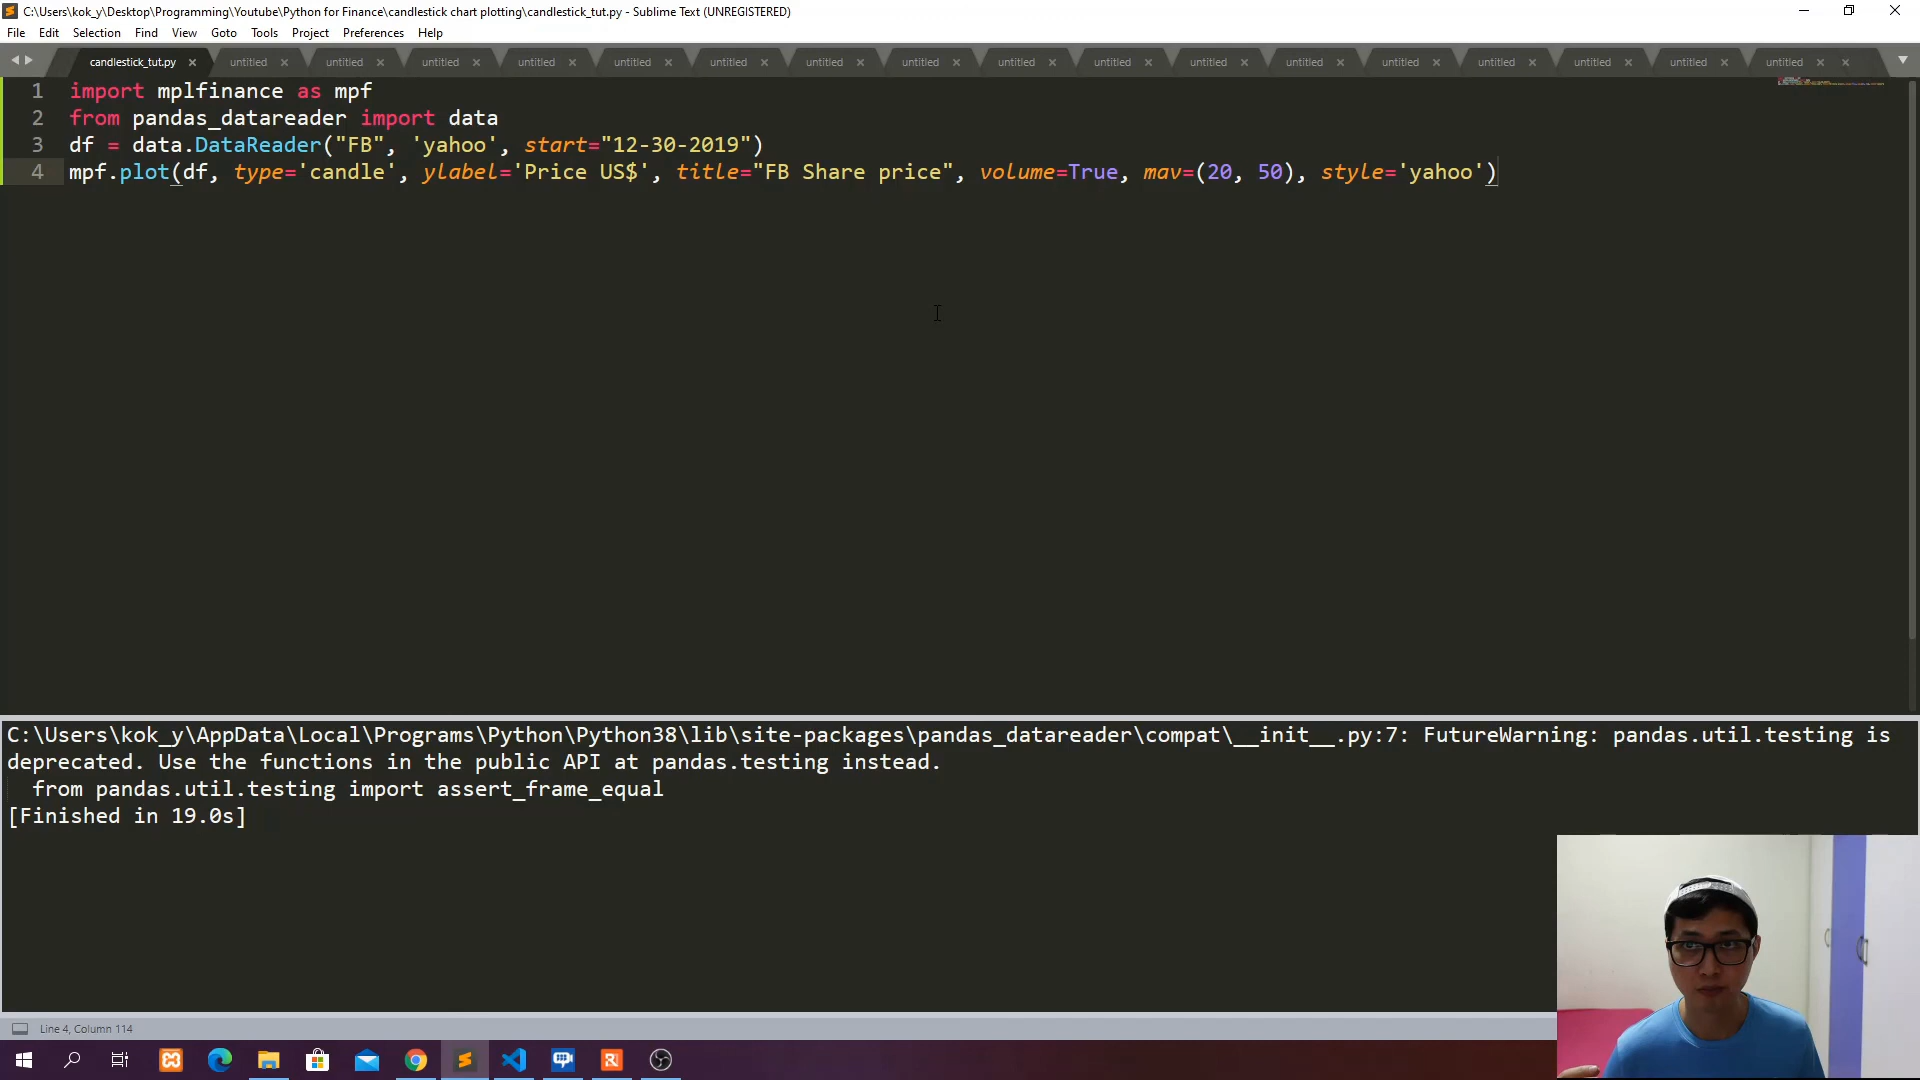 C:\Users\kok_y\Desktop\Programming\Youtube\Python for Finance\candlestick chart plotting\candlestick_tut.py - Sublime Text (UNREGISTERED)
File Edit Selection Find View Goto Tools Project Preferences Help
candlestick_tut.py untitled untitled untitled untitled untitled untitled untitled untitled untitled untitled untitled untitled untitled untitled untitled untitled untitled
1 import mplfinance as mpf
2 from pandas_datareader import data
3 df = data.DataReader("FB", 'yahoo', start="12-30-2019")
4 mpf.plot(df, type='candle', ylabel='Price US$', title="FB Share price", volume=True, mav=(20, 50), style='yahoo')
C:\Users\kok_y\AppData\Local\Programs\Python\Python38\lib\site-packages\pandas_datareader\compat\__init__.py:7: FutureWarning: pandas.util.testing is
deprecated. Use the functions in the public API at pandas.testing instead.
from pandas.util.testing import assert_frame_equal
[Finished in 19.0s]
Line 4, Column 114